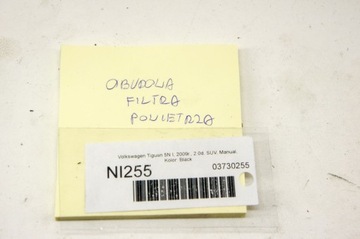 OBUDOWA
FILTRA
POWIETRZA
Volkswagen Tiguan 5N I, 2009r., 2.0d, SUV, Manual
Kolor: Black
NI255
03730255